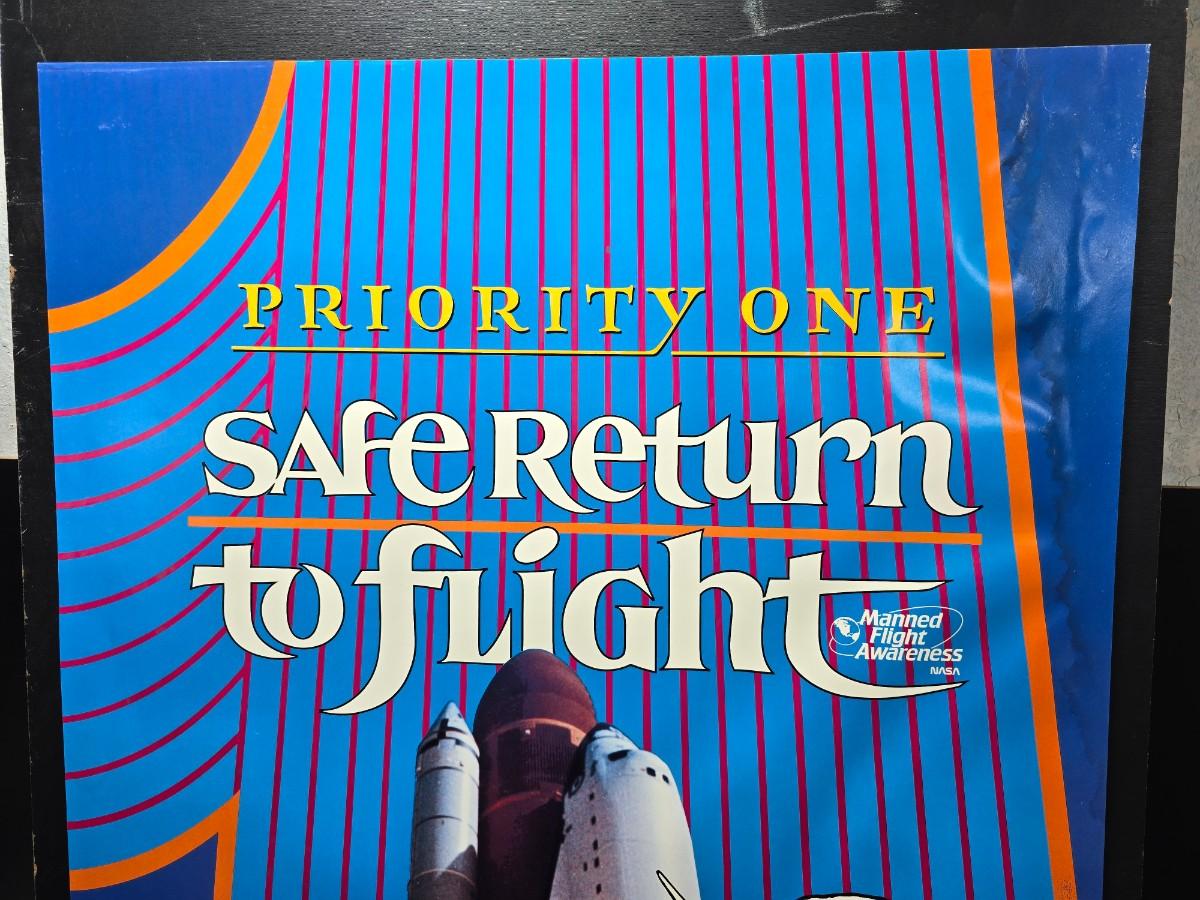 PRIORITY ONE
SAfe Return
to fLiGht
Manned
Flight
Awareness
NASA